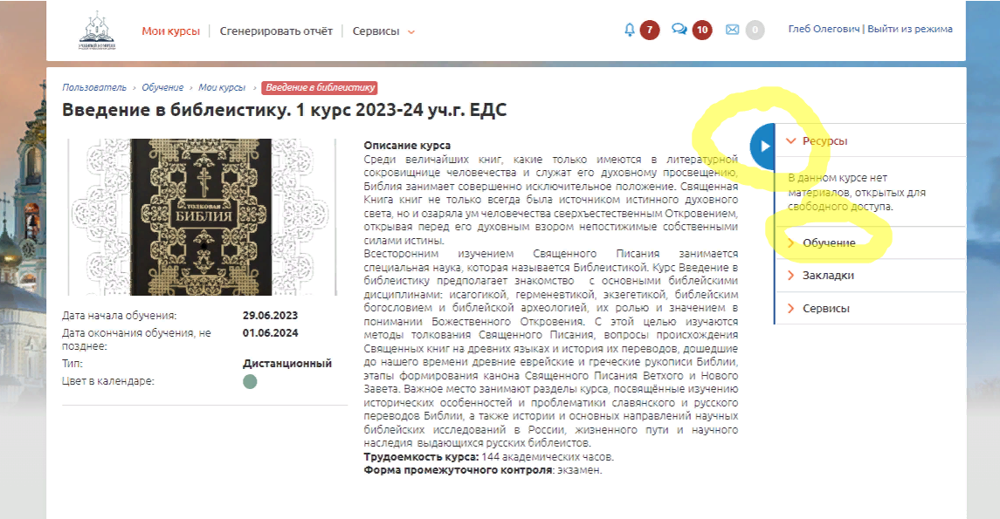 УЧЕБНЫЙ КОМИТЕТ
Мои курсы
Сгенерировать отчёт
Сервисы
7
10
0
Глеб Олегович | Выйти из режима
Пользователь › Обучение › Мои курсы › Введение в библеистику
Введение в библеистику. 1 курс 2023-24 уч.г. ЕДС
ТОЛКОВАЯ
БИБЛИЯ
Дата начала обучения: 29.06.2023
Дата окончания обучения, не 01.06.2024
позднее:
Тип: Дистанционный
Цвет в календаре:
Описание курса
Среди величайших книг, какие только имеются в литературной
сокровищнице человечества и служат его духовному просвещению,
Библия занимает совершенно исключительное положение. Священная
Книга книг не только всегда была источником истинного духовного
света, но и озаряла ум человечества сверхъестественным Откровением,
открывая перед его духовным взором непостижимые собственными
силами истины.
Всесторонним изучением Священного Писания занимается
специальная наука, которая называется Библеистикой. Курс Введение в
библеистику предполагает знакомство с основными библейскими
дисциплинами: исагогикой, герменевтикой, экзегетикой, библейским
богословием и библейской археологией, их ролью и значением в
понимании Божественного Откровения. С этой целью изучаются
методы толкования Священного Писания, вопросы происхождения
Священных книг на древних языках и история их переводов, дошедшие
до нашего времени древние еврейские и греческие рукописи Библии,
этапы формирования канона Священного Писания Ветхого и Нового
Завета. Важное место занимают разделы курса, посвящённые изучению
исторических особенностей и проблематики славянского и русского
переводов Библии, а также истории и основных направлений научных
библейских исследований в России, жизненного пути и научного
наследия выдающихся русских библеистов.
Трудоемкость курса: 144 академических часов.
Форма промежуточного контроля: экзамен.
Ресурсы
В данном курсе нет
материалов, открытых для
свободного доступа.
Обучение
Закладки
Сервисы